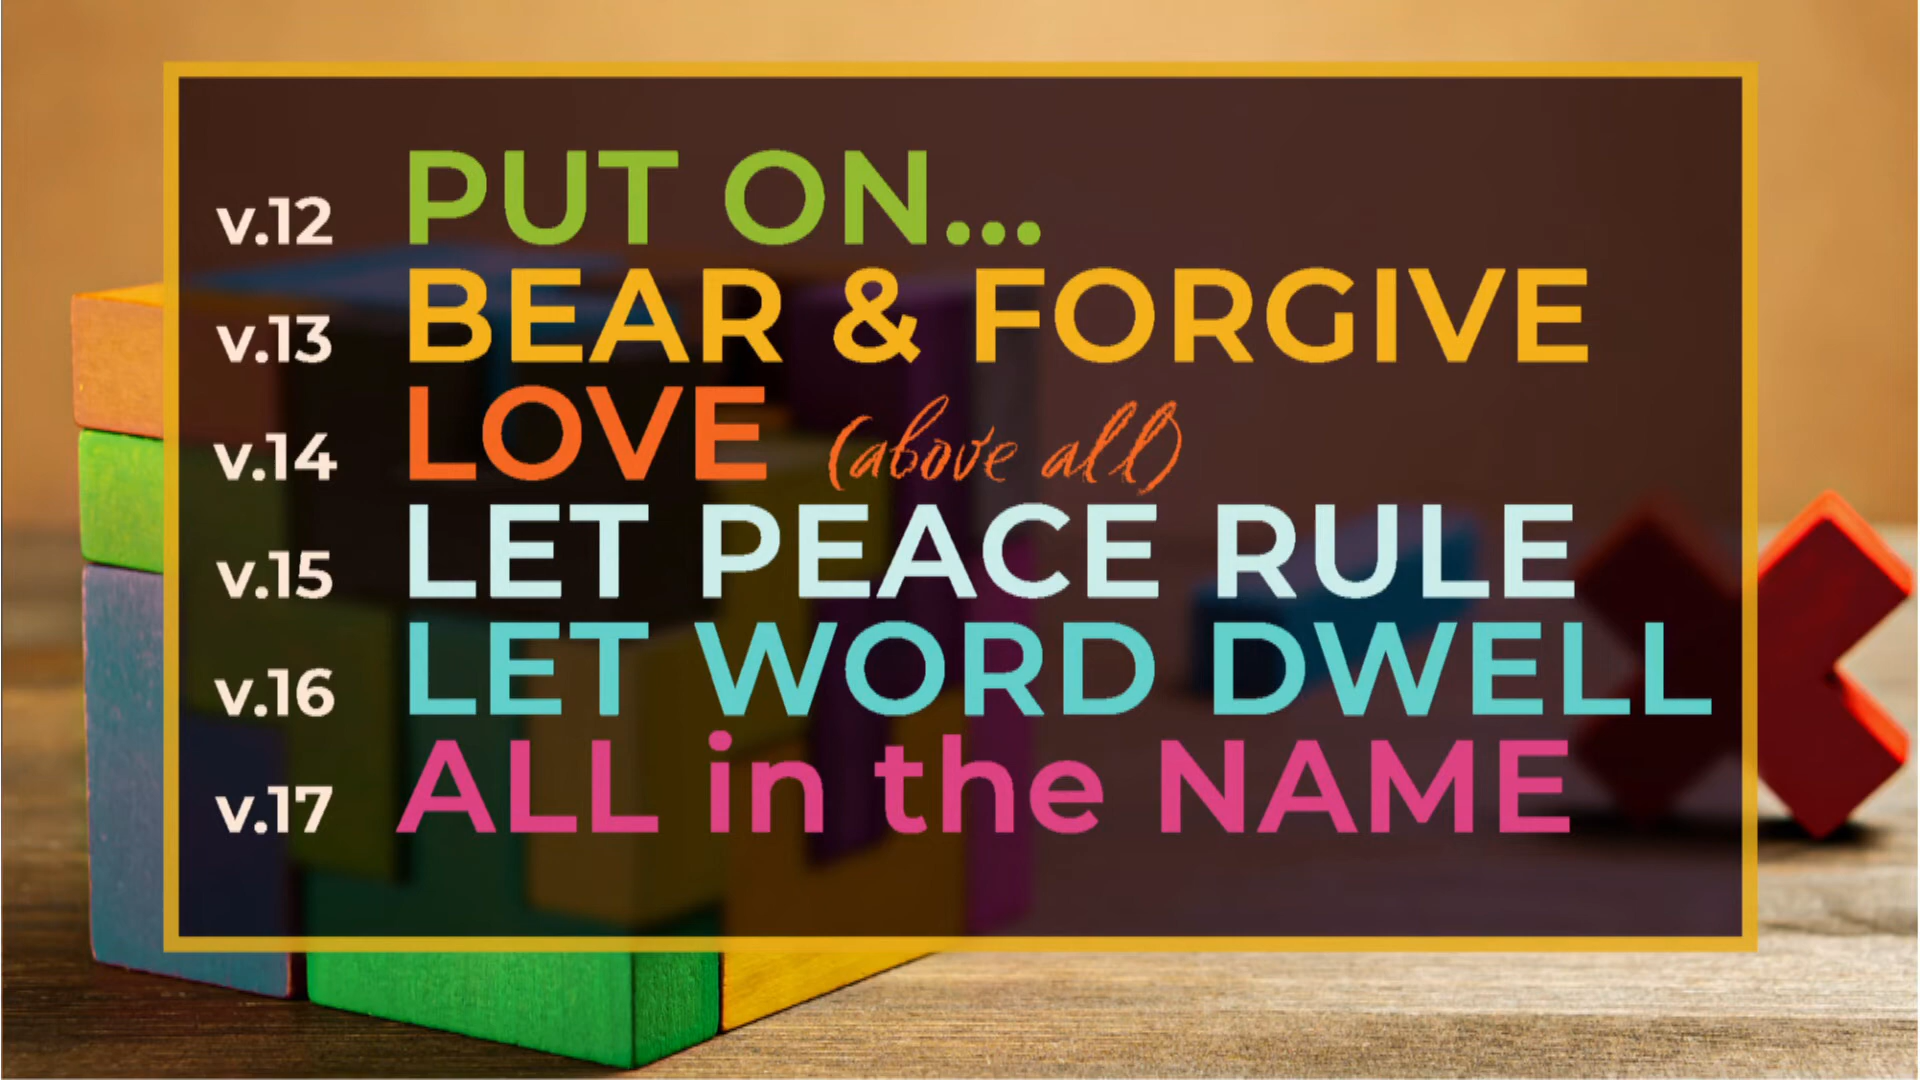 v.12 PUT ON...
v.13 BEAR & FORGIVE
v.14 LOVE (above all)
v.15 LET PEACE RULE
v.16 LET WORD DWELL
v.17 ALL in the NAME